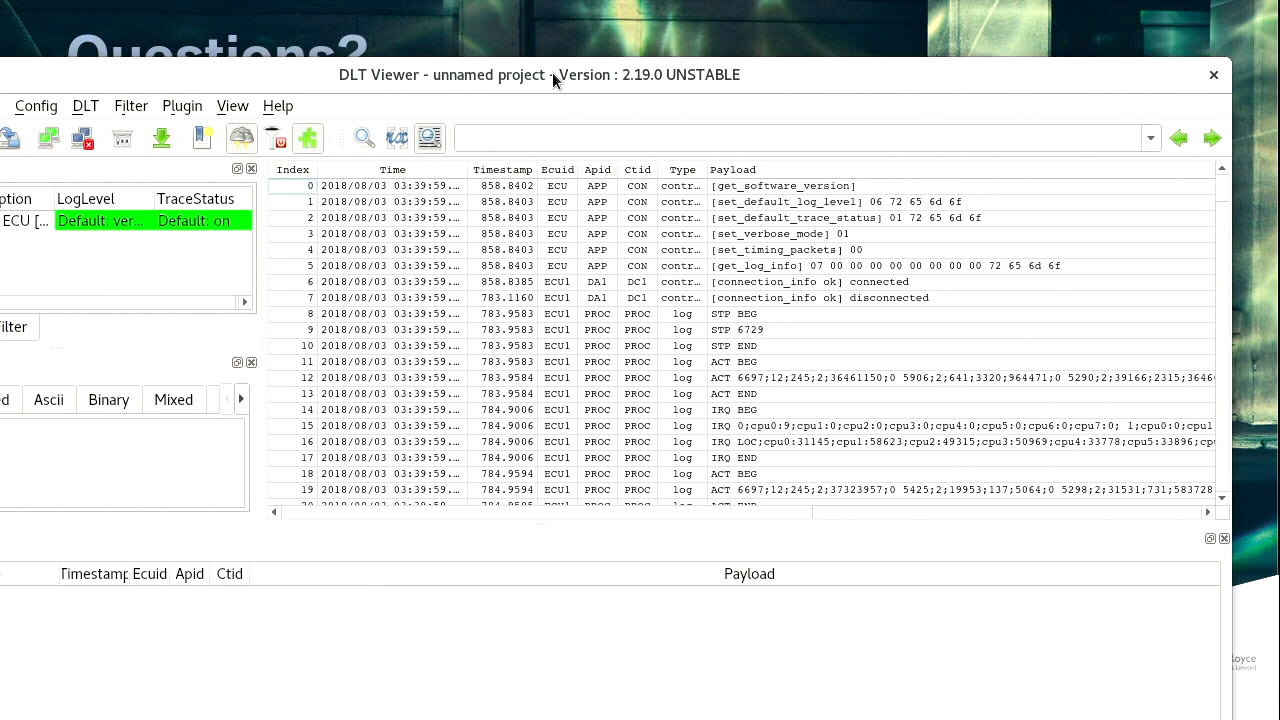 Questions?
DLT Viewer - unnamed project - Version : 2.19.0 UNSTABLE
Config DLT Filter Plugin View Help
Index Time Timestamp Ecuid Apid Ctid Type Payload
0 2018/08/03 03:39:59... 858.8402 ECU APP CON contr... [get_software_version]
ption LogLevel TraceStatus
1 2018/08/03 03:39:59... 858.8403 ECU APP CON contr... [set_default_log_level] 06 72 65 6d 6f
ECU [... Default: ver... Default: on
2 2018/08/03 03:39:59... 858.8403 ECU APP CON contr... [set_default_trace_status] 01 72 65 6d 6f
3 2018/08/03 03:39:59... 858.8403 ECU APP CON contr... [set_verbose_mode] 01
4 2018/08/03 03:39:59... 858.8403 ECU APP CON contr... [set_timing_packets] 00
5 2018/08/03 03:39:59... 858.8403 ECU APP CON contr... [get_log_info] 07 00 00 00 00 00 00 00 00 72 65 6d 6f
6 2018/08/03 03:39:59... 858.8385 ECU1 DA1 DC1 contr... [connection_info ok] connected
7 2018/08/03 03:39:59... 783.1160 ECU1 DA1 DC1 contr... [connection_info ok] disconnected
8 2018/08/03 03:39:59... 783.9583 ECU1 PROC PROC log STP BEG
ilter
9 2018/08/03 03:39:59... 783.9583 ECU1 PROC PROC log STP 6729
10 2018/08/03 03:39:59... 783.9583 ECU1 PROC PROC log STP END
11 2018/08/03 03:39:59... 783.9583 ECU1 PROC PROC log ACT BEG
12 2018/08/03 03:39:59... 783.9584 ECU1 PROC PROC log ACT 6697;12;245;2;36461150;0 5906;2;641;3320;964471;0 5290;2;39166;2315;3646
13 2018/08/03 03:39:59... 783.9584 ECU1 PROC PROC log ACT END
ed Ascii Binary Mixed
14 2018/08/03 03:39:59... 784.9006 ECU1 PROC PROC log IRQ BEG
15 2018/08/03 03:39:59... 784.9006 ECU1 PROC PROC log IRQ 0;cpu0:9;cpu1:0;cpu2:0;cpu3:0;cpu4:0;cpu5:0;cpu6:0;cpu7:0; 1;cpu0:0;cpu1
16 2018/08/03 03:39:59... 784.9006 ECU1 PROC PROC log IRQ LOC;cpu0:31145;cpu1:58623;cpu2:49315;cpu3:50969;cpu4:33778;cpu5:33696;cpu
17 2018/08/03 03:39:59... 784.9006 ECU1 PROC PROC log IRQ END
18 2018/08/03 03:39:59... 784.9594 ECU1 PROC PROC log ACT BEG
19 2018/08/03 03:39:59... 784.9594 ECU1 PROC PROC log ACT 6697;12;245;2;37323957;0 5425;2;19953;137;5064;0 5298;2;31531;731;583728
Timestamp Ecuid Apid Ctid Payload
oyce
Limited